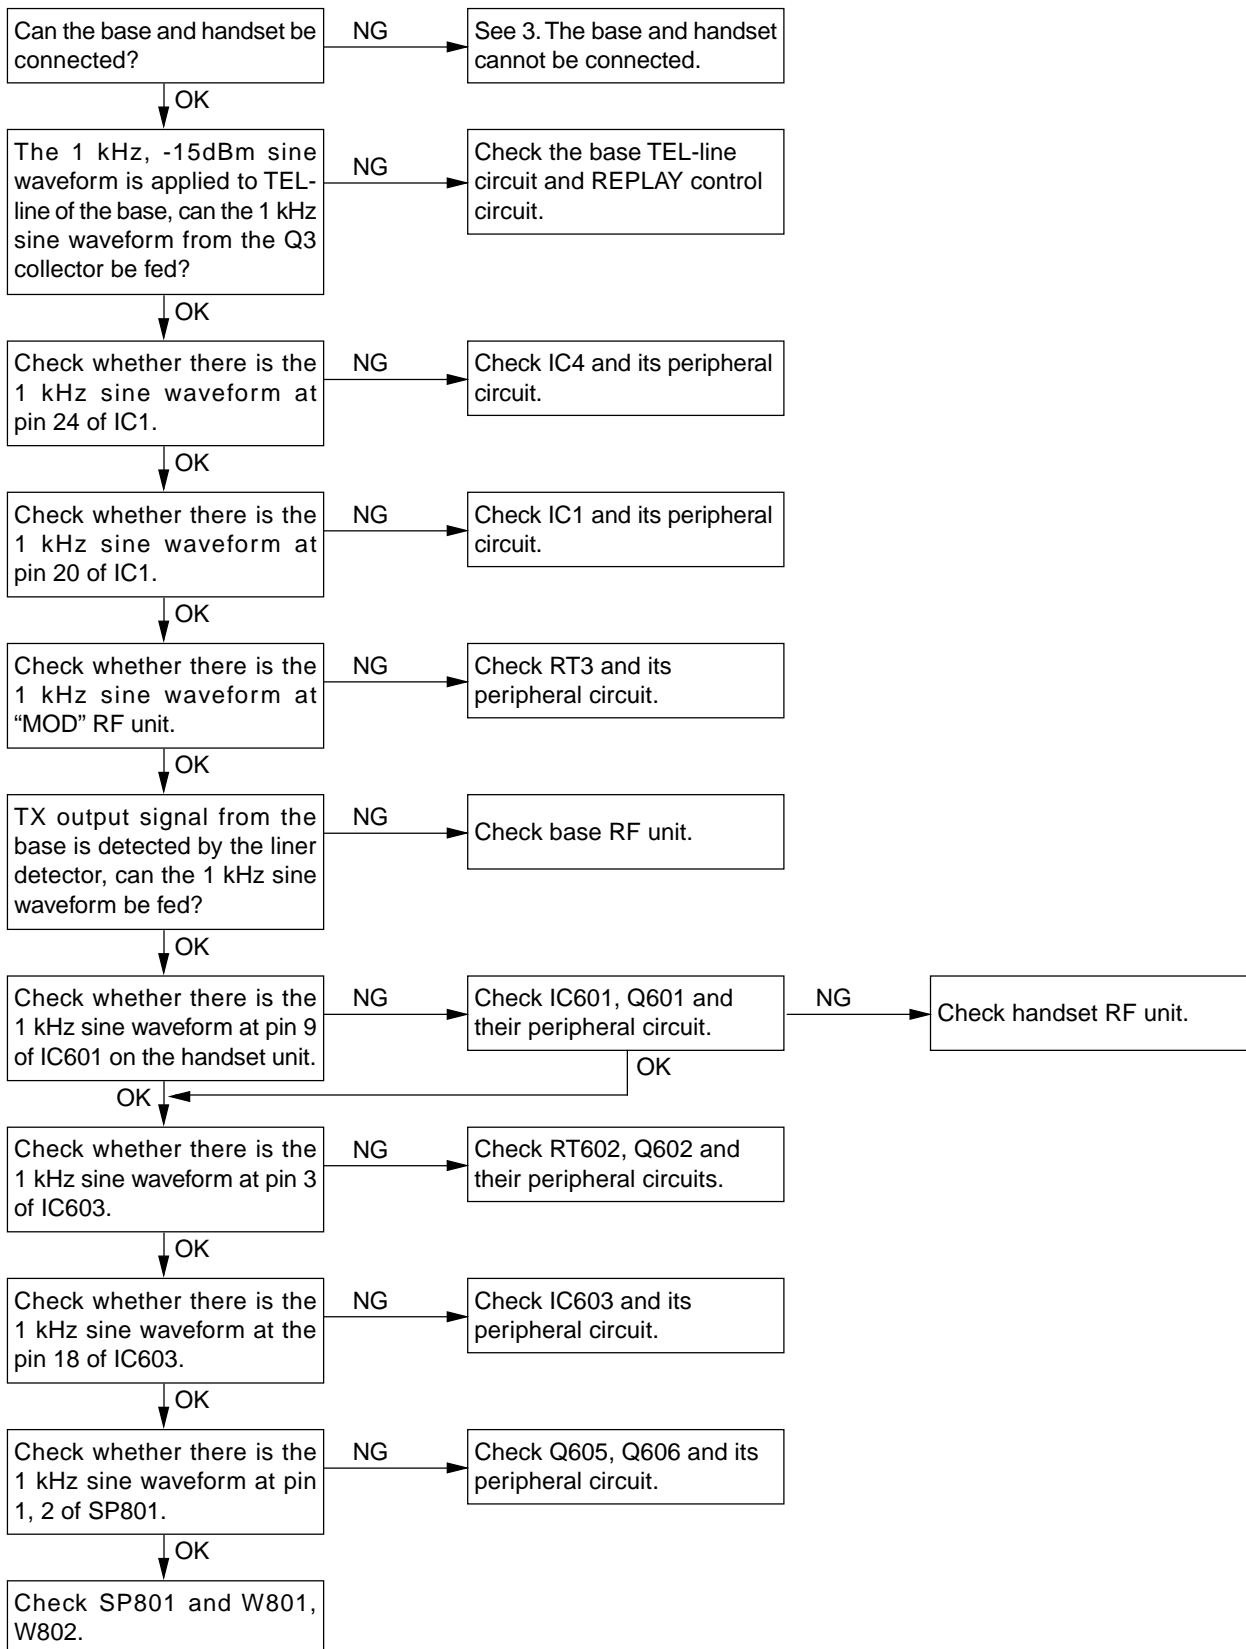 Can the base and handset be
connected?
NG
See 3. The base and handset
cannot be connected.
OK
The 1 kHz, -15dBm sine
waveform is applied to TEL-
line of the base, can the 1 kHz
sine waveform from the Q3
collector be fed?
NG
Check the base TEL-line
circuit and REPLAY control
circuit.
OK
Check whether there is the
1 kHz sine waveform at
pin 24 of IC1.
NG
Check IC4 and its peripheral
circuit.
OK
Check whether there is the
1 kHz sine waveform at
pin 20 of IC1.
NG
Check IC1 and its peripheral
circuit.
OK
Check whether there is the
1 kHz sine waveform at
“MOD” RF unit.
NG
Check RT3 and its
peripheral circuit.
OK
TX output signal from the
base is detected by the liner
detector, can the 1 kHz sine
waveform be fed?
NG
Check base RF unit.
OK
Check whether there is the
1 kHz sine waveform at pin 9
of IC601 on the handset unit.
NG
Check IC601, Q601 and
their peripheral circuit.
NG
Check handset RF unit.
OK
OK
Check whether there is the
1 kHz sine waveform at pin 3
of IC603.
NG
Check RT602, Q602 and
their peripheral circuits.
OK
Check whether there is the
1 kHz sine waveform at the
pin 18 of IC603.
NG
Check IC603 and its
peripheral circuit.
OK
Check whether there is the
1 kHz sine waveform at pin
1, 2 of SP801.
NG
Check Q605, Q606 and its
peripheral circuit.
OK
Check SP801 and W801,
W802.